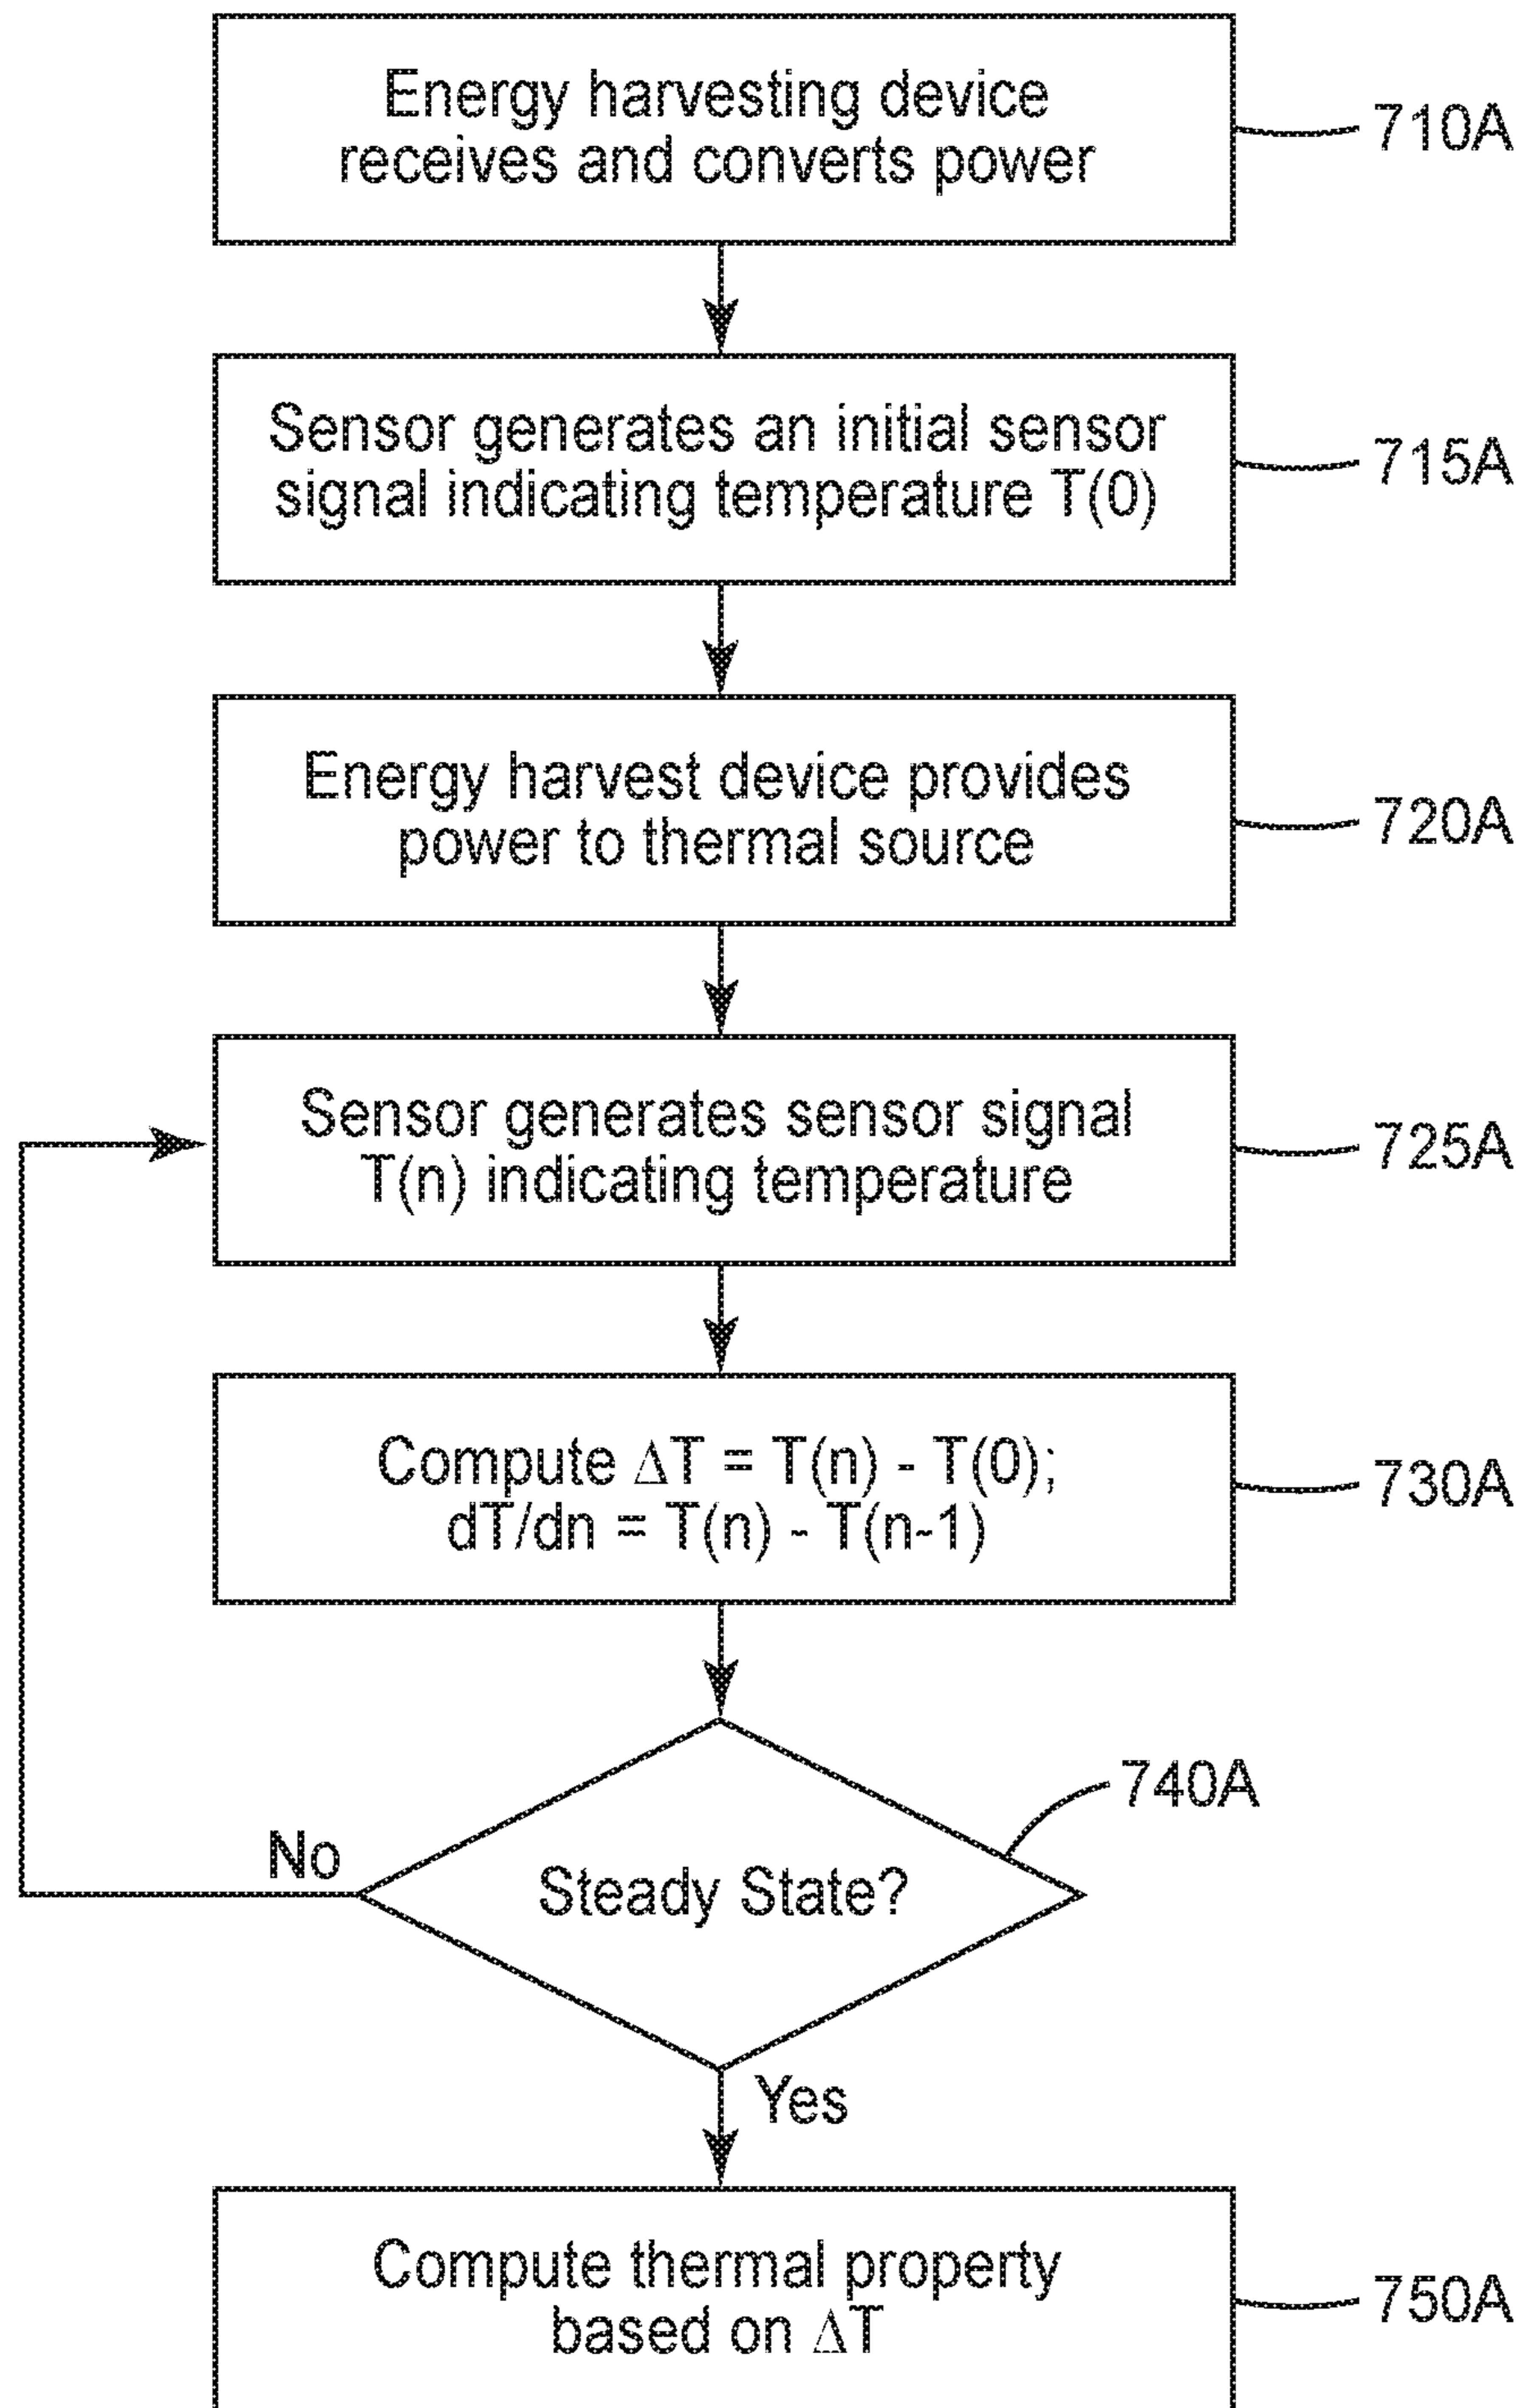 Energy harvesting device
receives and converts power
710A
Sensor generates an initial sensor
signal indicating temperature T(0)
715A
Energy harvest device provides
power to thermal source
720A
Sensor generates sensor signal
T(n) indicating temperature
725A
Compute ΔT = T(n) - T(0);
dT/dn = T(n) - T(n-1)
730A
740A
No
Steady State?
Yes
Compute thermal property
based on ΔT
750A